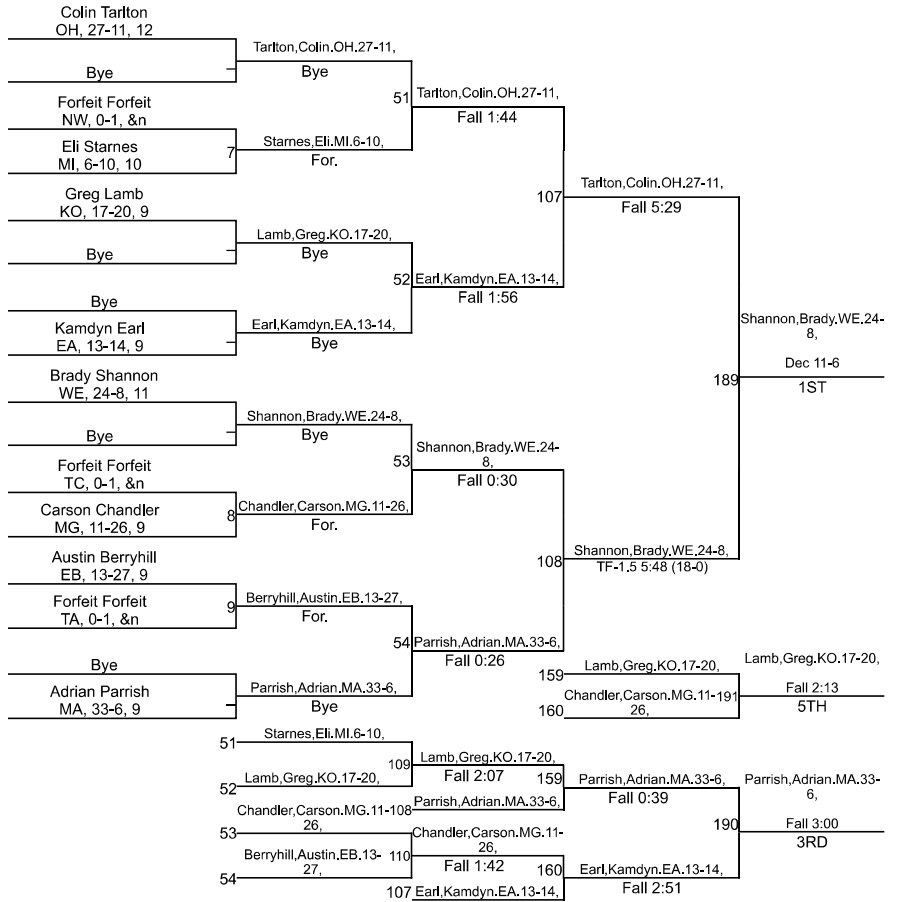 Colin Tarlton
OH, 27-11, 12
Bye
Forfeit Forfeit
NW, 0-1, &n
Eli Starnes
MI, 6-10, 10
Greg Lamb
KO, 17-20, 9
Bye
Bye
Kamdyn Earl
EA, 13-14, 9
Brady Shannon
WE, 24-8, 11
Bye
Forfeit Forfeit
TC, 0-1, &n
Carson Chandler
MG, 11-26, 9
Austin Berryhill
EB, 13-27, 9
Forfeit Forfeit
TA, 0-1, &n
Bye
Adrian Parrish
MA, 33-6, 9
Tarlton,Colin.OH.27-11,
Bye
7
Starnes,Eli.MI.6-10,
For.
Lamb,Greg.KO.17-20,
Bye
Earl,Kamdyn.EA.13-14,
Bye
Shannon,Brady.WE.24-8,
Bye
8
Chandler,Carson.MG.11-26,
For.
9
Berryhill,Austin.EB.13-27,
For.
Parrish,Adrian.MA.33-6,
Bye
51
Tarlton,Colin.OH.27-11,
Fall 1:44
52
Earl,Kamdyn.EA.13-14,
Fall 1:56
53
Shannon,Brady.WE.24-
8,
Fall 0:30
54
Parrish,Adrian.MA.33-6,
Fall 0:26
107
Tarlton,Colin.OH.27-11,
Fall 5:29
108
Shannon,Brady.WE.24-8,
TF-1.5 5:48 (18-0)
189
Shannon,Brady.WE.24-
8,
Dec 11-6
1ST
159
Lamb,Greg.KO.17-20,
160
Chandler,Carson.MG.11-
26,
191
Lamb,Greg.KO.17-20,
Fall 2:13
5TH
51
Starnes,Eli.MI.6-10,
52
Lamb,Greg.KO.17-20,
53
Chandler,Carson.MG.11-
26,
54
Berryhill,Austin.EB.13-
27,
109
Lamb,Greg.KO.17-20,
Fall 2:07
108
Parrish,Adrian.MA.33-6,
110
Chandler,Carson.MG.11-
26,
Fall 1:42
107
Earl,Kamdyn.EA.13-14,
159
Parrish,Adrian.MA.33-6,
Fall 0:39
160
Earl,Kamdyn.EA.13-14,
Fall 2:51
190
Parrish,Adrian.MA.33-
6,
Fall 3:00
3RD